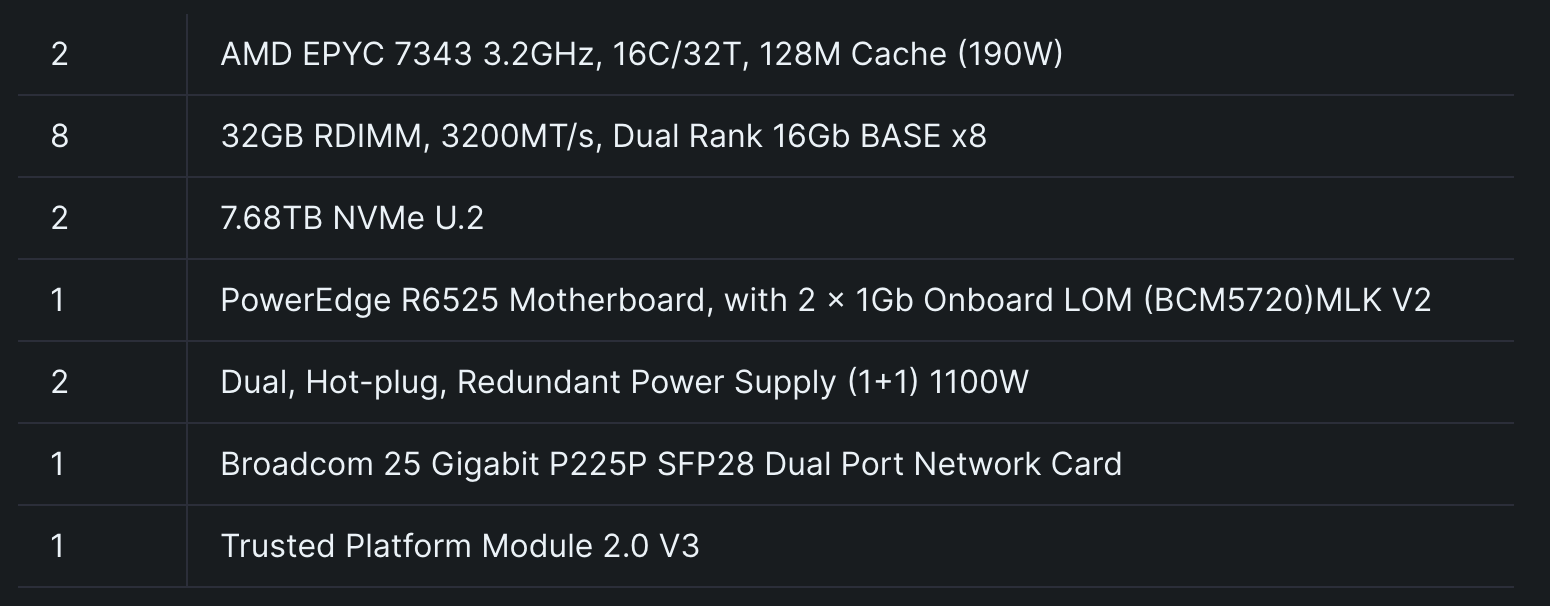 2 AMD EPYC 7343 3.2GHz, 16C/32T, 128M Cache (190W)
8 32GB RDIMM, 3200MT/s, Dual Rank 16Gb BASE x8
2 7.68TB NVMe U.2
1 PowerEdge R6525 Motherboard, with 2 × 1Gb Onboard LOM (BCM5720)MLK V2
2 Dual, Hot-plug, Redundant Power Supply (1+1) 1100W
1 Broadcom 25 Gigabit P225P SFP28 Dual Port Network Card
1 Trusted Platform Module 2.0 V3